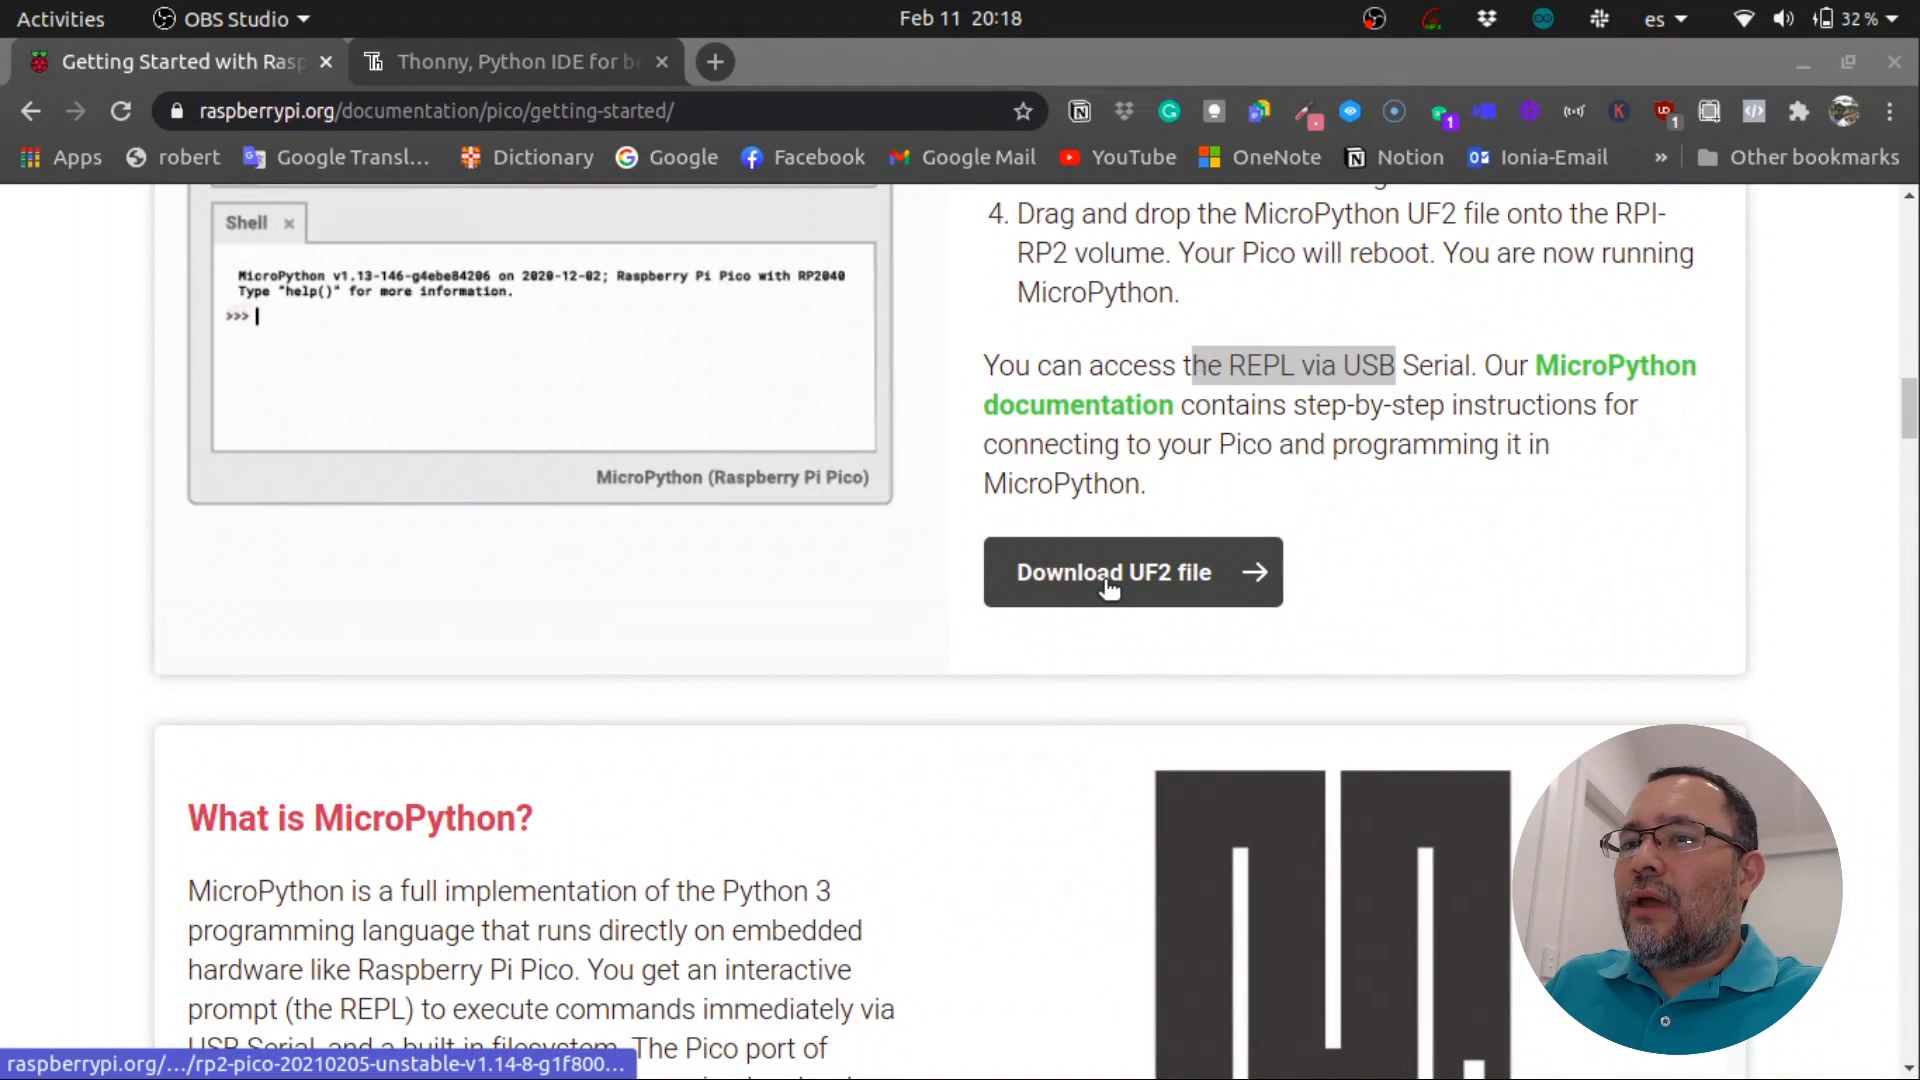 Activities OBS Studio Feb 11 20:18 es 32 %
Getting Started with Rasp Thonny, Python IDE for be
raspberrypi.org/documentation/pico/getting-started/
Apps robert Google Transl... Dictionary Google Facebook Google Mail YouTube OneNote Notion Ionia-Email » Other bookmarks
Shell
MicroPython v1.13-146-g4ebe84206 on 2020-12-02; Raspberry Pi Pico with RP2040
Type "help()" for more information.
>>>
MicroPython (Raspberry Pi Pico)
4. Drag and drop the MicroPython UF2 file onto the RPI-
RP2 volume. Your Pico will reboot. You are now running
MicroPython.
You can access the REPL via USB Serial. Our MicroPython
documentation contains step-by-step instructions for
connecting to your Pico and programming it in
MicroPython.
Download UF2 file
What is MicroPython?
MicroPython is a full implementation of the Python 3
programming language that runs directly on embedded
hardware like Raspberry Pi Pico. You get an interactive
prompt (the REPL) to execute commands immediately via
USB Serial, and a built-in filesystem. The Pico port of
raspberrypi.org/.../rp2-pico-20210205-unstable-v1.14-8-g1f800...